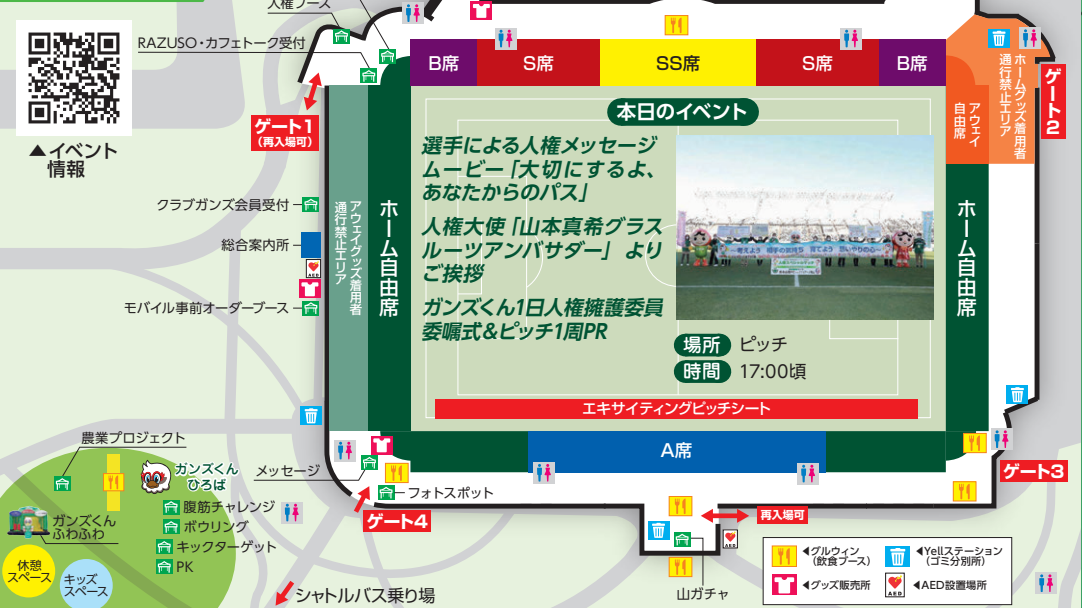 人権ブース
RAZUSO・カフェトーク受付
▲イベント
情報
ゲート1
(再入場可)
クラブガンズ会員受付
総合案内所
AED
モバイル事前オーダーブース
アウェイグッズ着用者
通行禁止エリア
ホーム自由席
B席
S席
SS席
S席
B席
アウェイ
自由席
ホームグッズ着用者
通行禁止エリア
ゲート2
本日のイベント
選手による人権メッセージ
ムービー「大切にするよ、
あなたからのパス」
人権大使「山本真希グラス
ルーツアンバサダー」より
ご挨拶
ガンズくん1日人権擁護委員
委嘱式&ピッチ1周PR
場所 ピッチ
時間 17:00頃
ホーム自由席
エキサイティングピッチシート
A席
ゲート3
農業プロジェクト
ガンズくん
ひろば
メッセージ
フォトスポット
ゲート4
腹筋チャレンジ
ボウリング
キックターゲット
PK
ガンズくん
ふわふわ
休憩
スペース
キッズ
スペース
シャトルバス乗り場
再入場可
AED
山ガチャ
◀グルウィン
(飲食ブース)
◀Yellステーション
(ゴミ分別所)
◀グッズ販売所
AED
◀AED設置場所